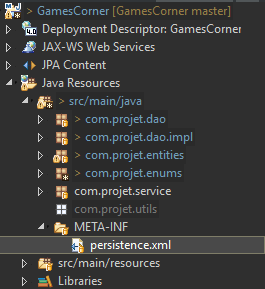 > GamesCorner [GamesCorner master]
Deployment Descriptor: GamesCorner
JAX-WS Web Services
JPA Content
Java Resources
> src/main/java
> com.projet.dao
> com.projet.dao.impl
> com.projet.entities
> com.projet.enums
com.projet.service
com.projet.utils
META-INF
persistence.xml
src/main/resources
Libraries